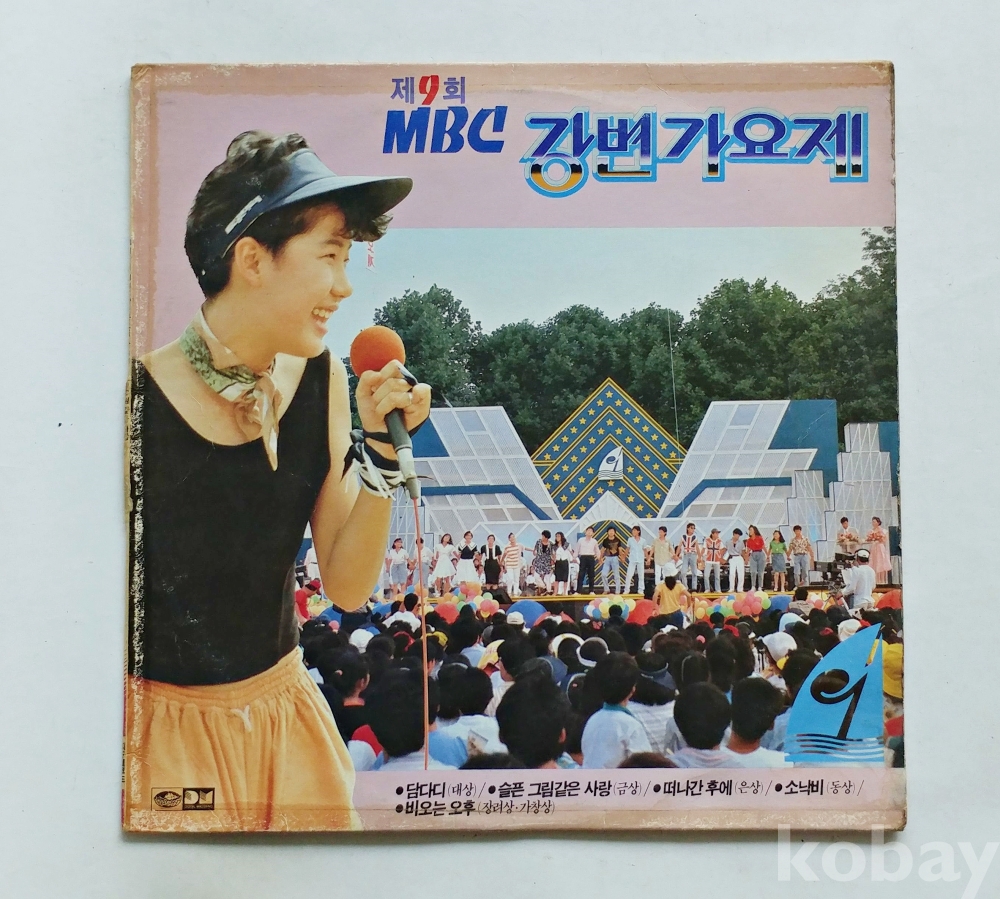 제9회
MBC 강변가요제
•담다디(대상)/•슬픈 그림같은 사랑(금상)/•떠나간 후에(은상)/•소낙비(동상)/
•비오는 오후(장려상·가창상)
kobay